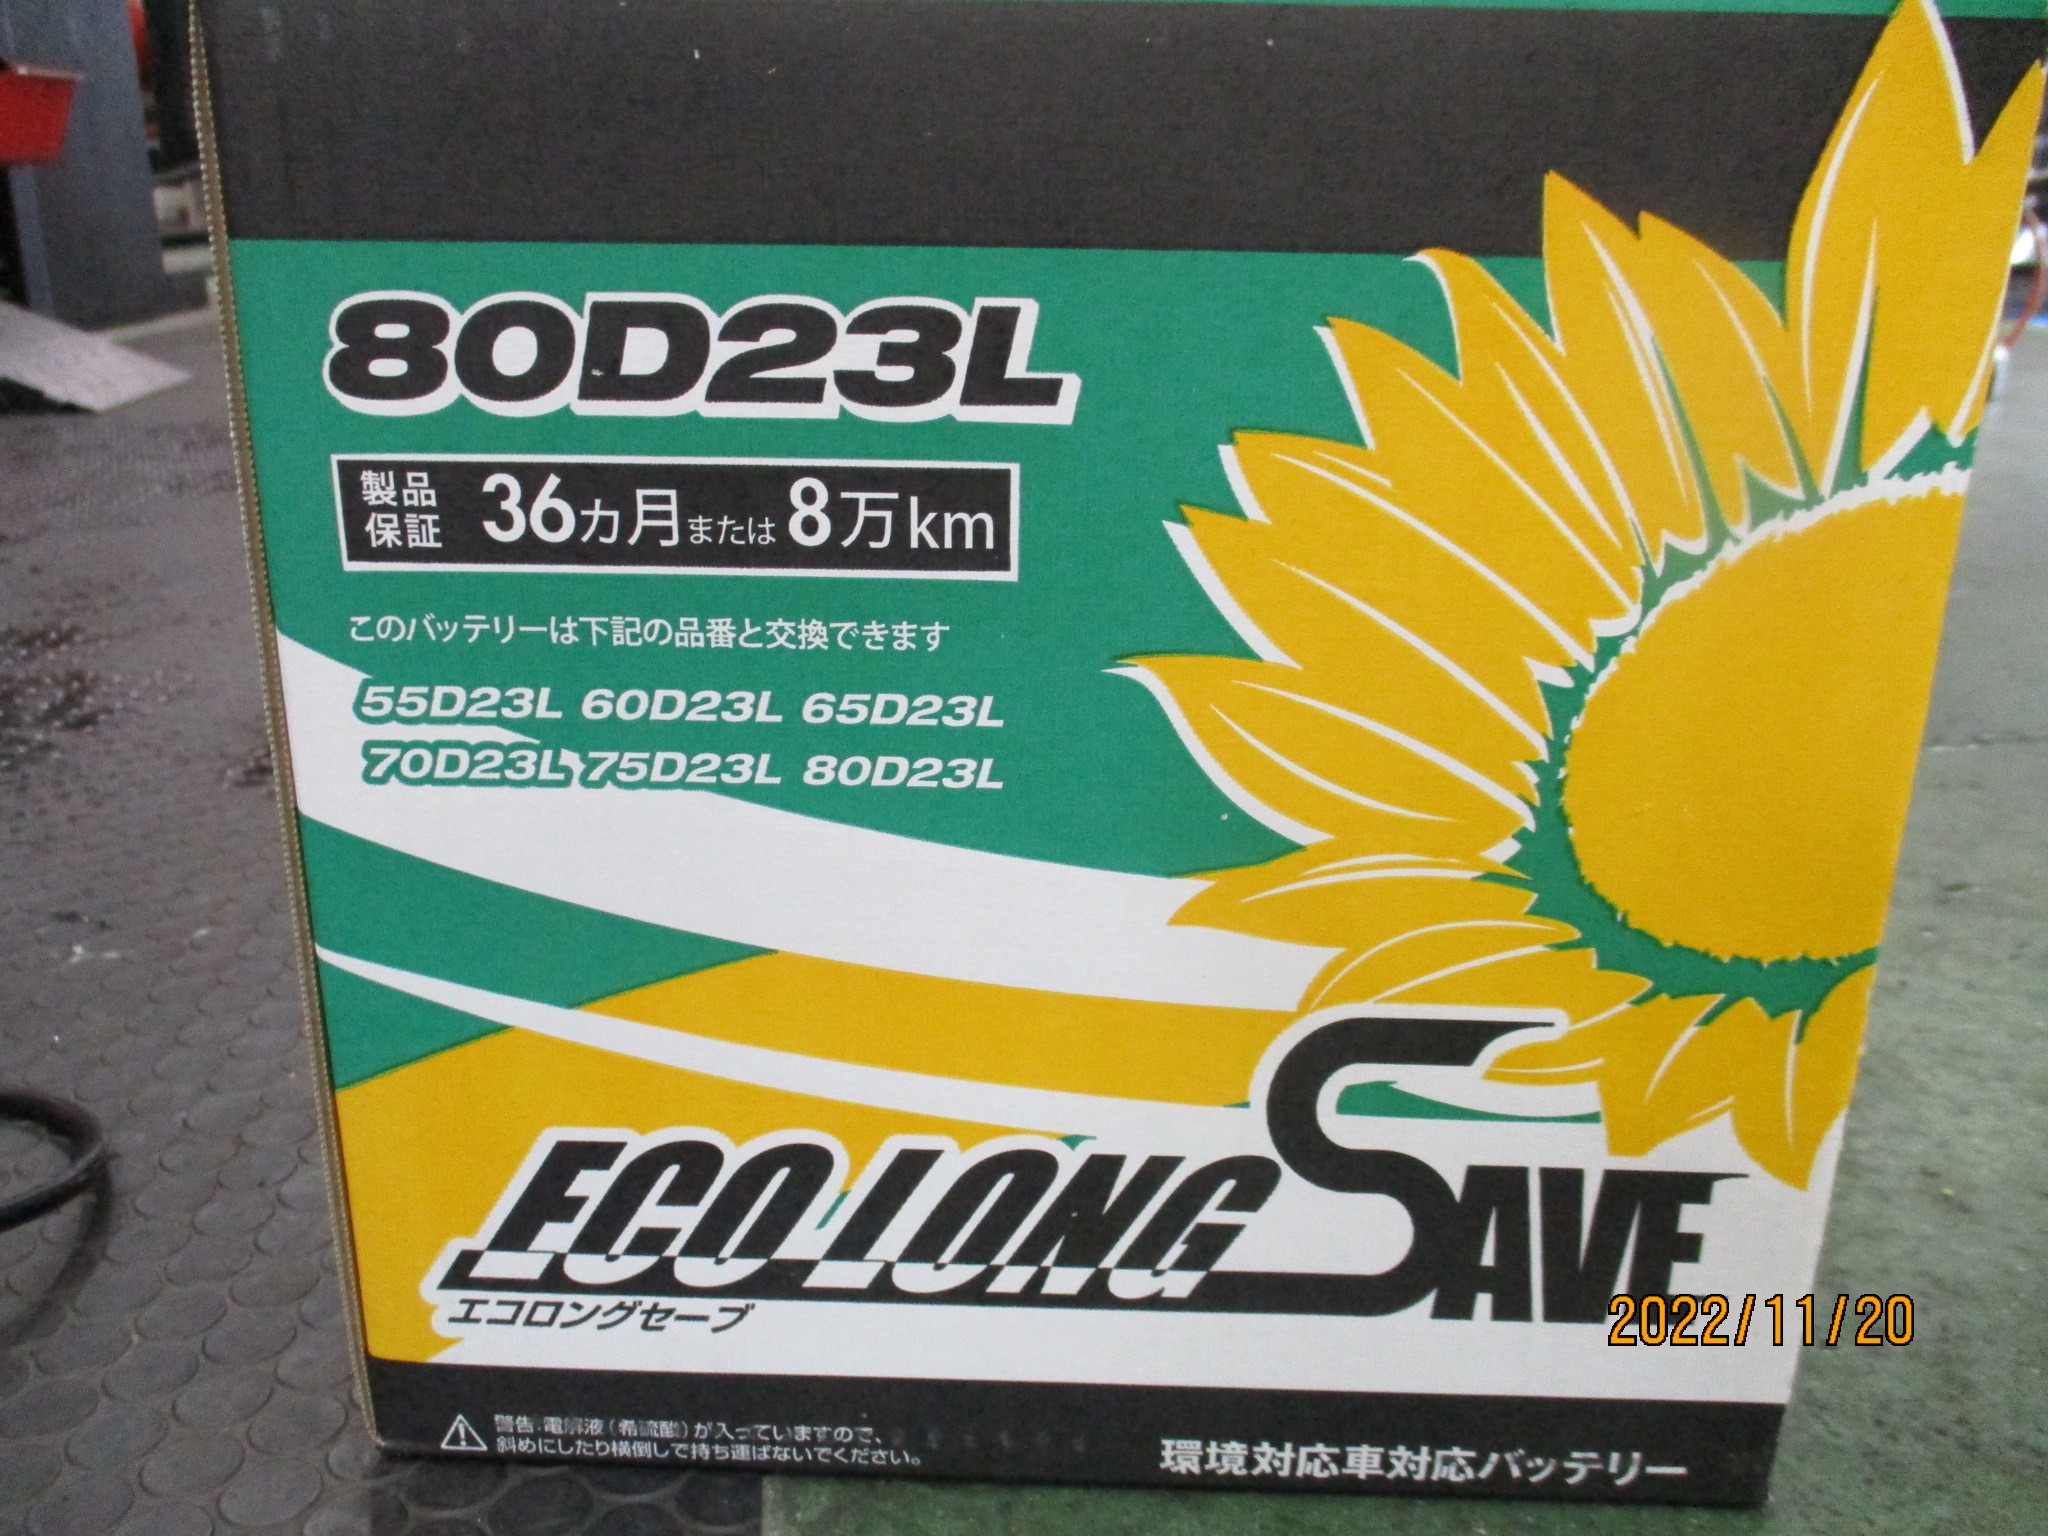 80D23L
製品
保証
36カ月または8万km
このバッテリーは下記の品番と交換できます
55D23L 60D23L 65D23L
70D23L 75D23L 80D23L
ECO LONG SAVE
エコロングセーブ
2022/11/20
警告:電解液(希硫酸)が入っていますので、
斜めにしたり横倒しで持ち運ばないでください。
環境対応車対応バッテリー